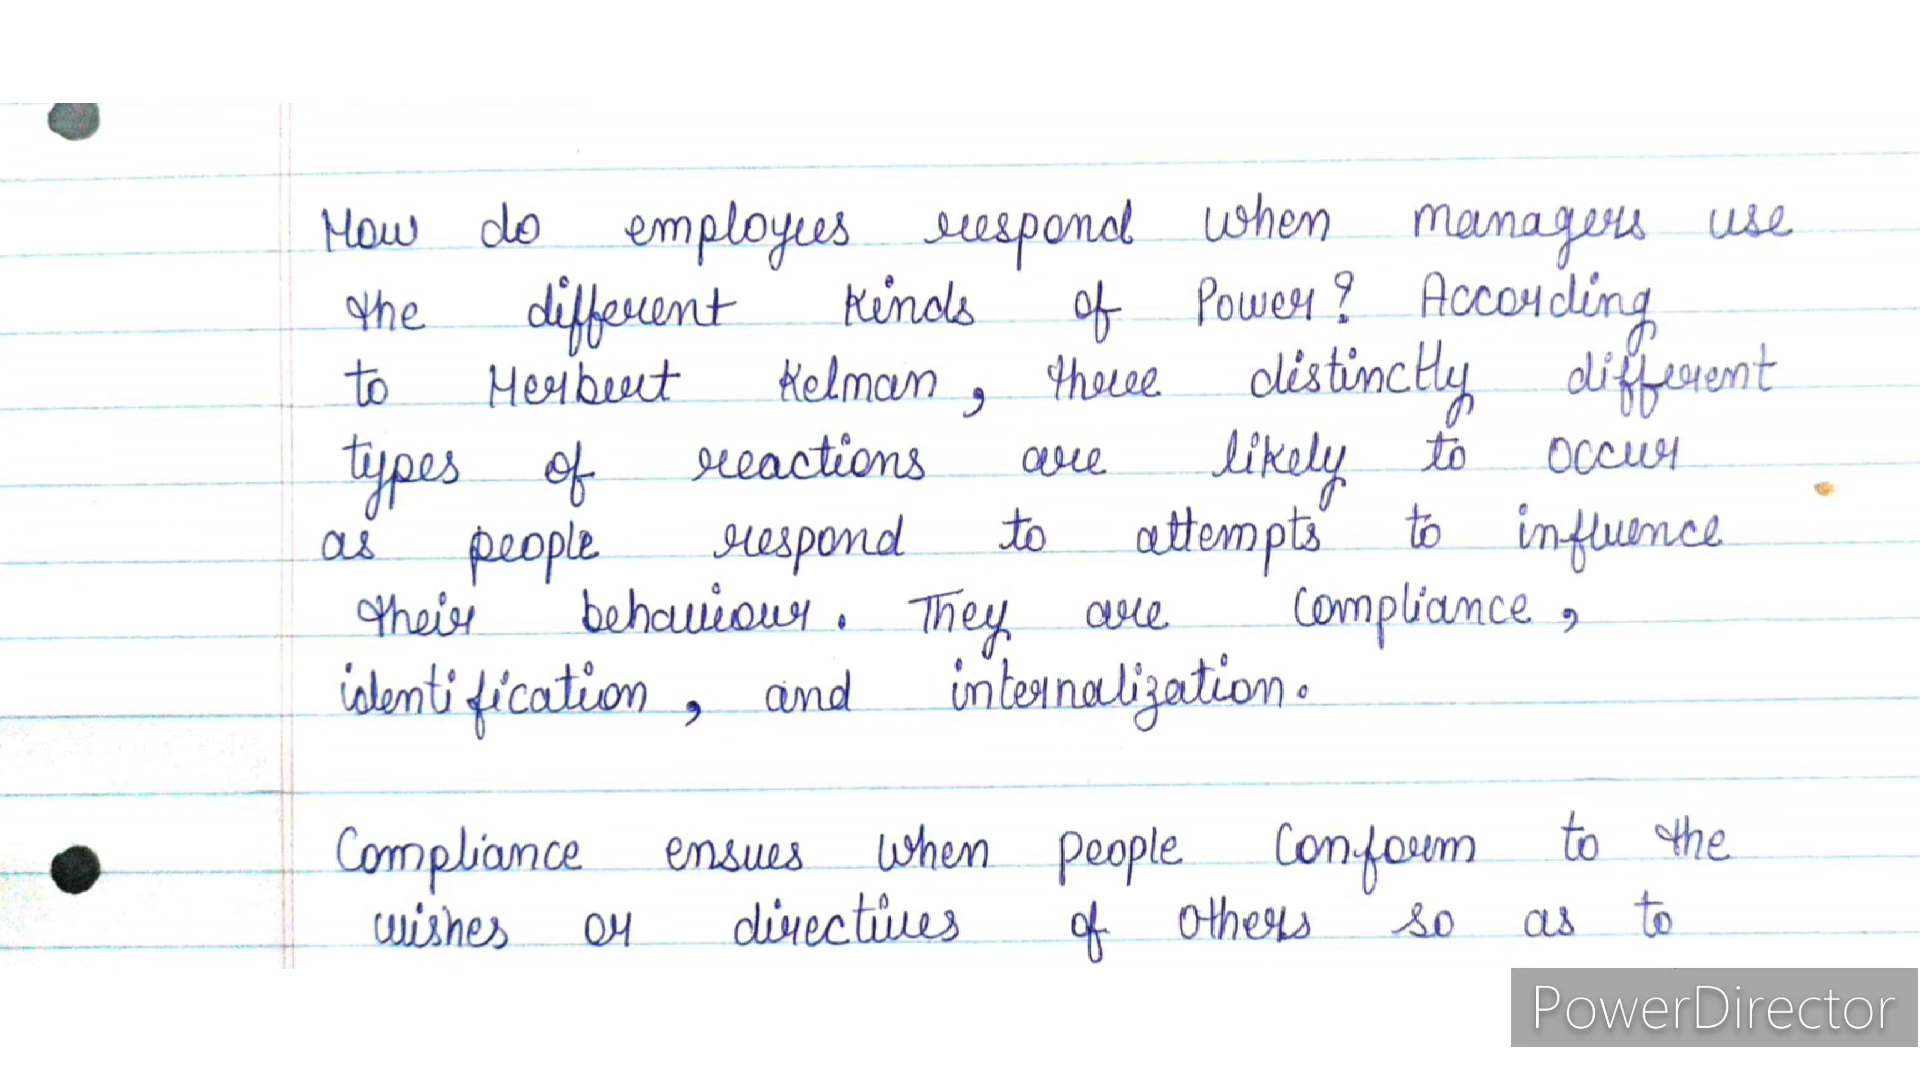 How do employees respond when managers use
the different kinds of Power? According
to Herbert Kelman, three distinctly different
types of reactions are likely to occur
as people respond to attempts to influence
their behaviour. They are Compliance,
identification, and internalization.
Compliance ensues when people Conform to the
wishes or directives of others so as to
PowerDirector